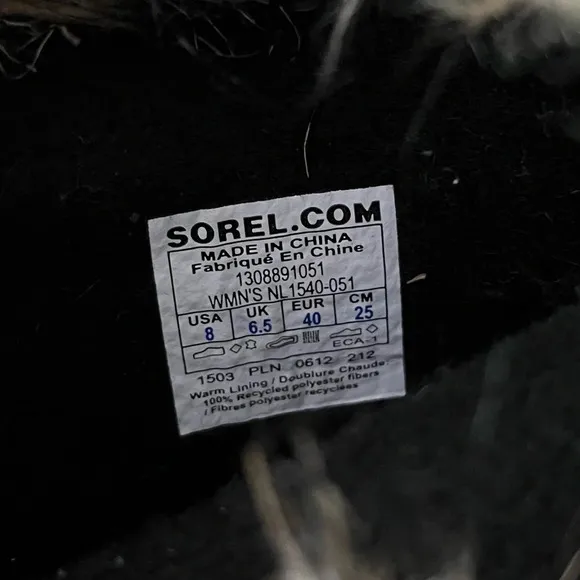 SOREL.COM
MADE IN CHINA
Fabriqué En Chine
1308891051
WMN'S NL1540-051
USA UK EUR CM
8 6.5 40 25
ECA-1
1503 PLN 0612 212
Warm Lining / Doublure Chaude:
100% Recycled polyester fibers
/ Fibres polyester recyclées